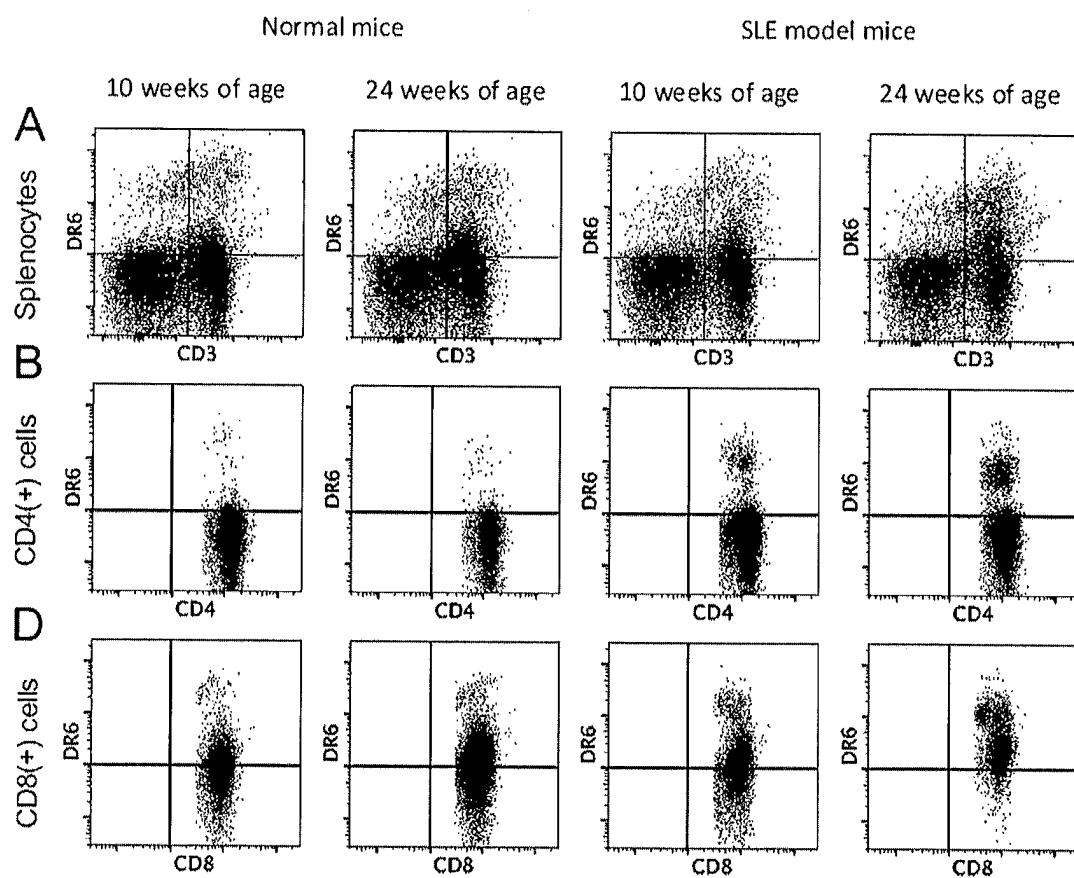 Normal mice SLE model mice
10 weeks of age 24 weeks of age 10 weeks of age 24 weeks of age
A
Splenocytes
DR6 DR6 DR6 DR6
CD3 CD3 CD3 CD3
B
CD4(+) cells
DR6 DR6 DR6 DR6
CD4 CD4 CD4 CD4
D
CD8(+) cells
DR6 DR6 DR6 DR6
CD8 CD8 CD8 CD8